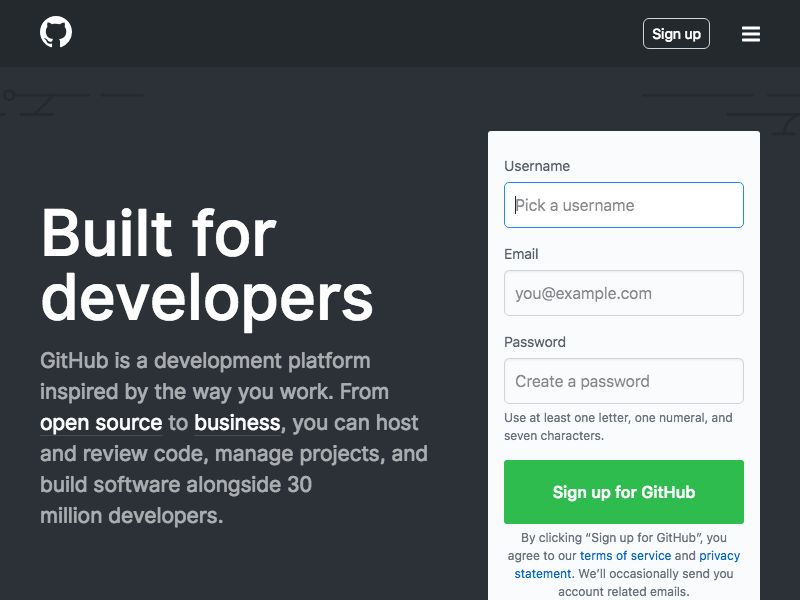 Sign up
Built for
developers
GitHub is a development platform
inspired by the way you work. From
open source to business, you can host
and review code, manage projects, and
build software alongside 30
million developers.
Username
Pick a username
Email
you@example.com
Password
Create a password
Use at least one letter, one numeral, and
seven characters.
Sign up for GitHub
By clicking “Sign up for GitHub”, you
agree to our terms of service and privacy
statement. We’ll occasionally send you
account related emails.